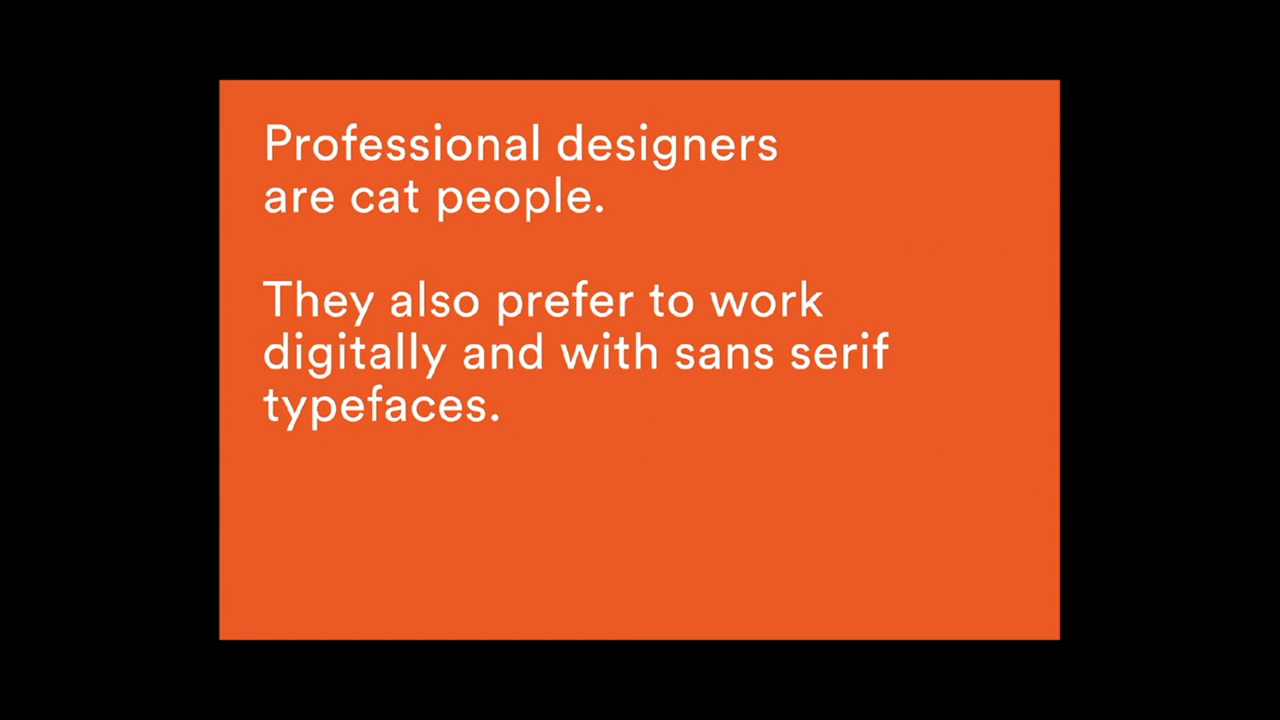 Professional designers
are cat people.
They also prefer to work
digitally and with sans serif
typefaces.